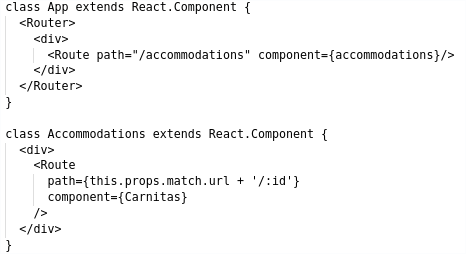 class App extends React.Component {
  <Router>
    <div>
      <Route path="/accommodations" component={accommodations}/>
    </div>
  </Router>
}

class Accommodations extends React.Component {
  <div>
    <Route
      path={this.props.match.url + '/:id'}
      component={Carnitas}
    />
  </div>
}